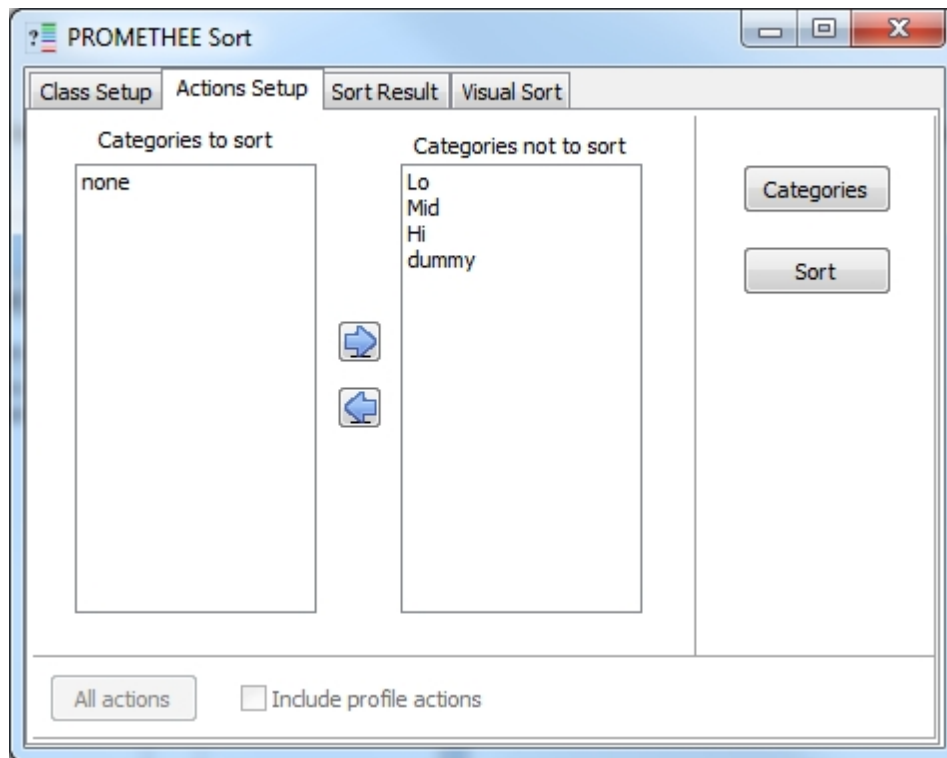 PROMETHEE Sort
Class Setup Actions Setup Sort Result Visual Sort
Categories to sort
none
Categories not to sort
Lo
Mid
Hi
dummy
Categories
Sort
All actions
Include profile actions